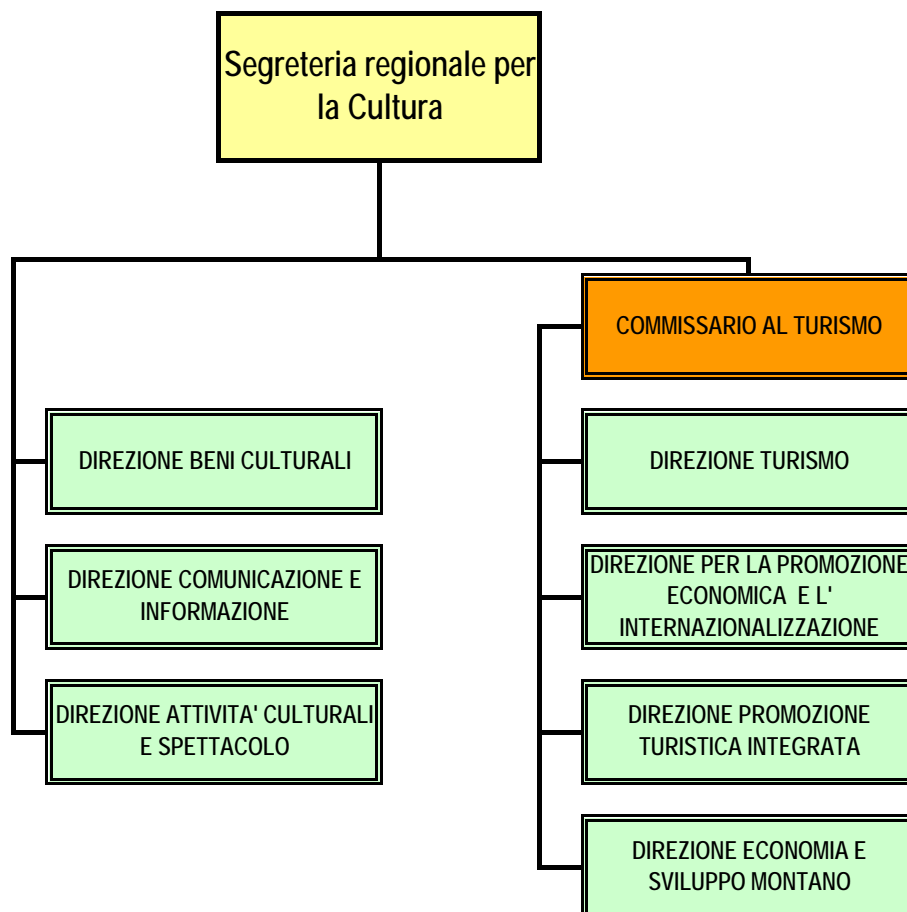 Segreteria regionale per
la Cultura
COMMISSARIO AL TURISMO
DIREZIONE BENI CULTURALI
DIREZIONE TURISMO
DIREZIONE COMUNICAZIONE E
INFORMAZIONE
DIREZIONE PER LA PROMOZIONE
ECONOMICA E L'
INTERNAZIONALIZZAZIONE
DIREZIONE ATTIVITA' CULTURALI
E SPETTACOLO
DIREZIONE PROMOZIONE
TURISTICA INTEGRATA
DIREZIONE ECONOMIA E
SVILUPPO MONTANO